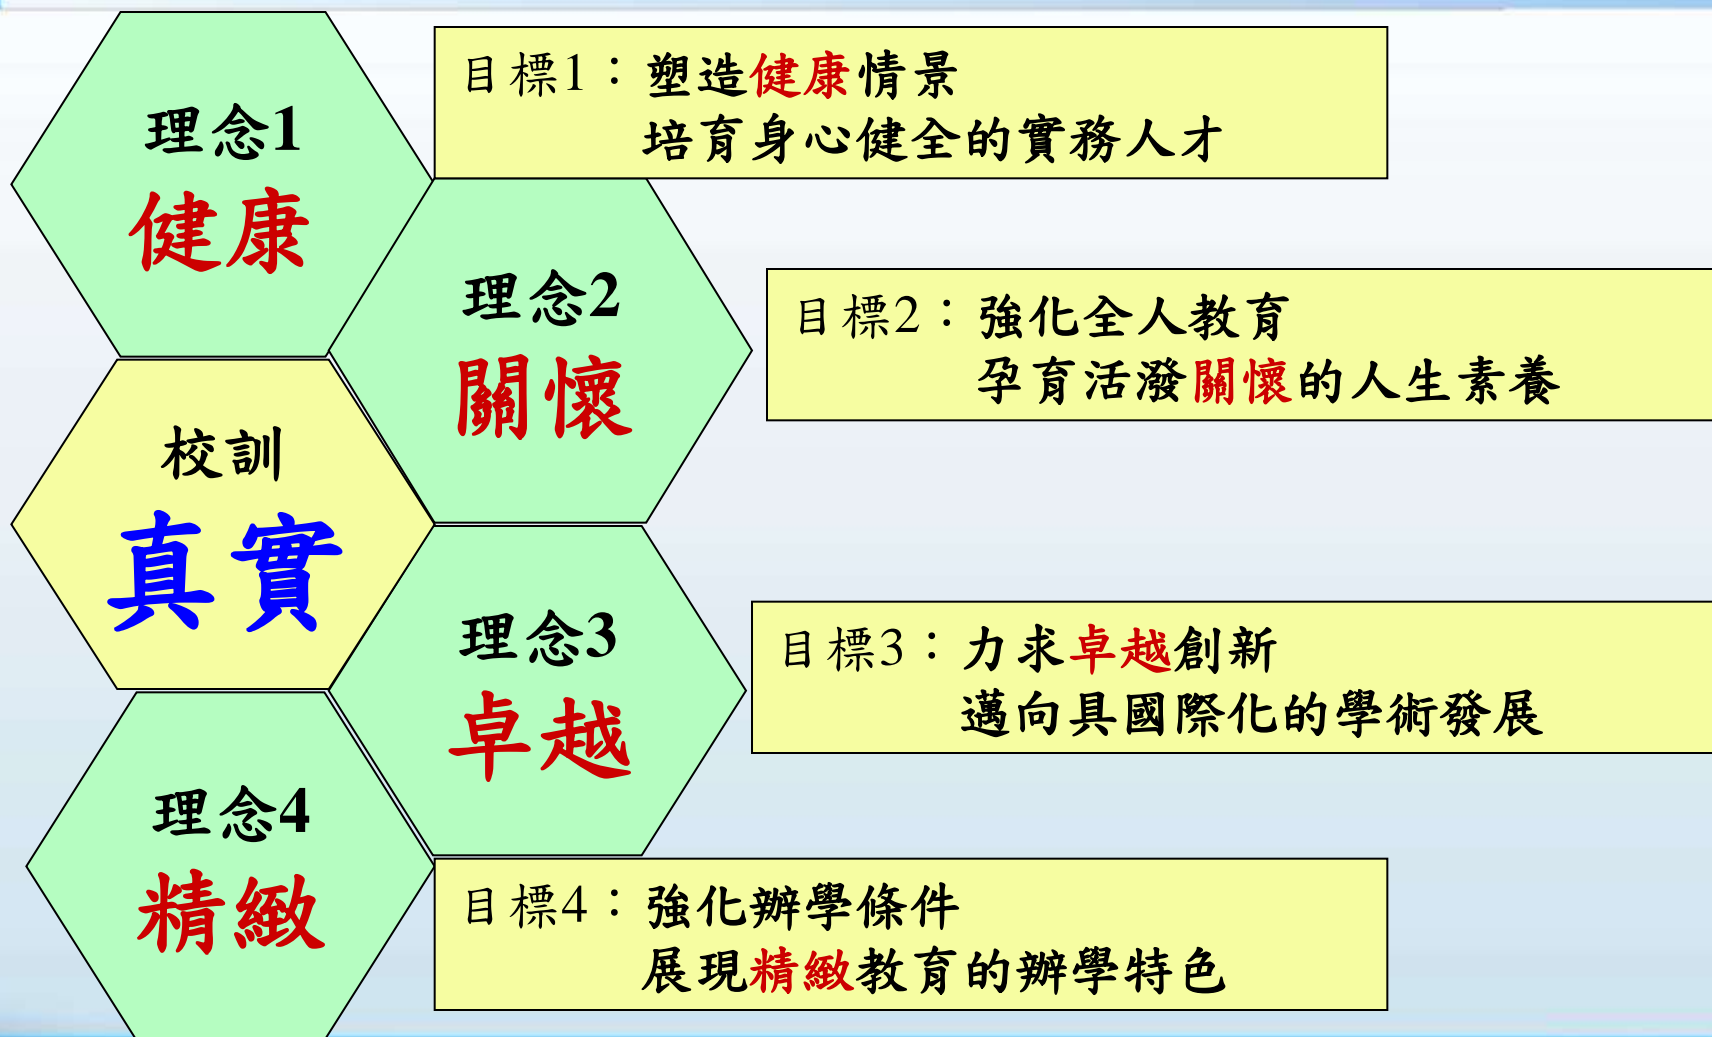 理念1
健康
目標1：塑造健康情景
培育身心健全的實務人才
理念2
關懷
目標2：強化全人教育
孕育活潑關懷的人生素養
校訓
真實
理念3
卓越
目標3：力求卓越創新
邁向具國際化的學術發展
理念4
精緻
目標4：強化辦學條件
展現精緻教育的辦學特色